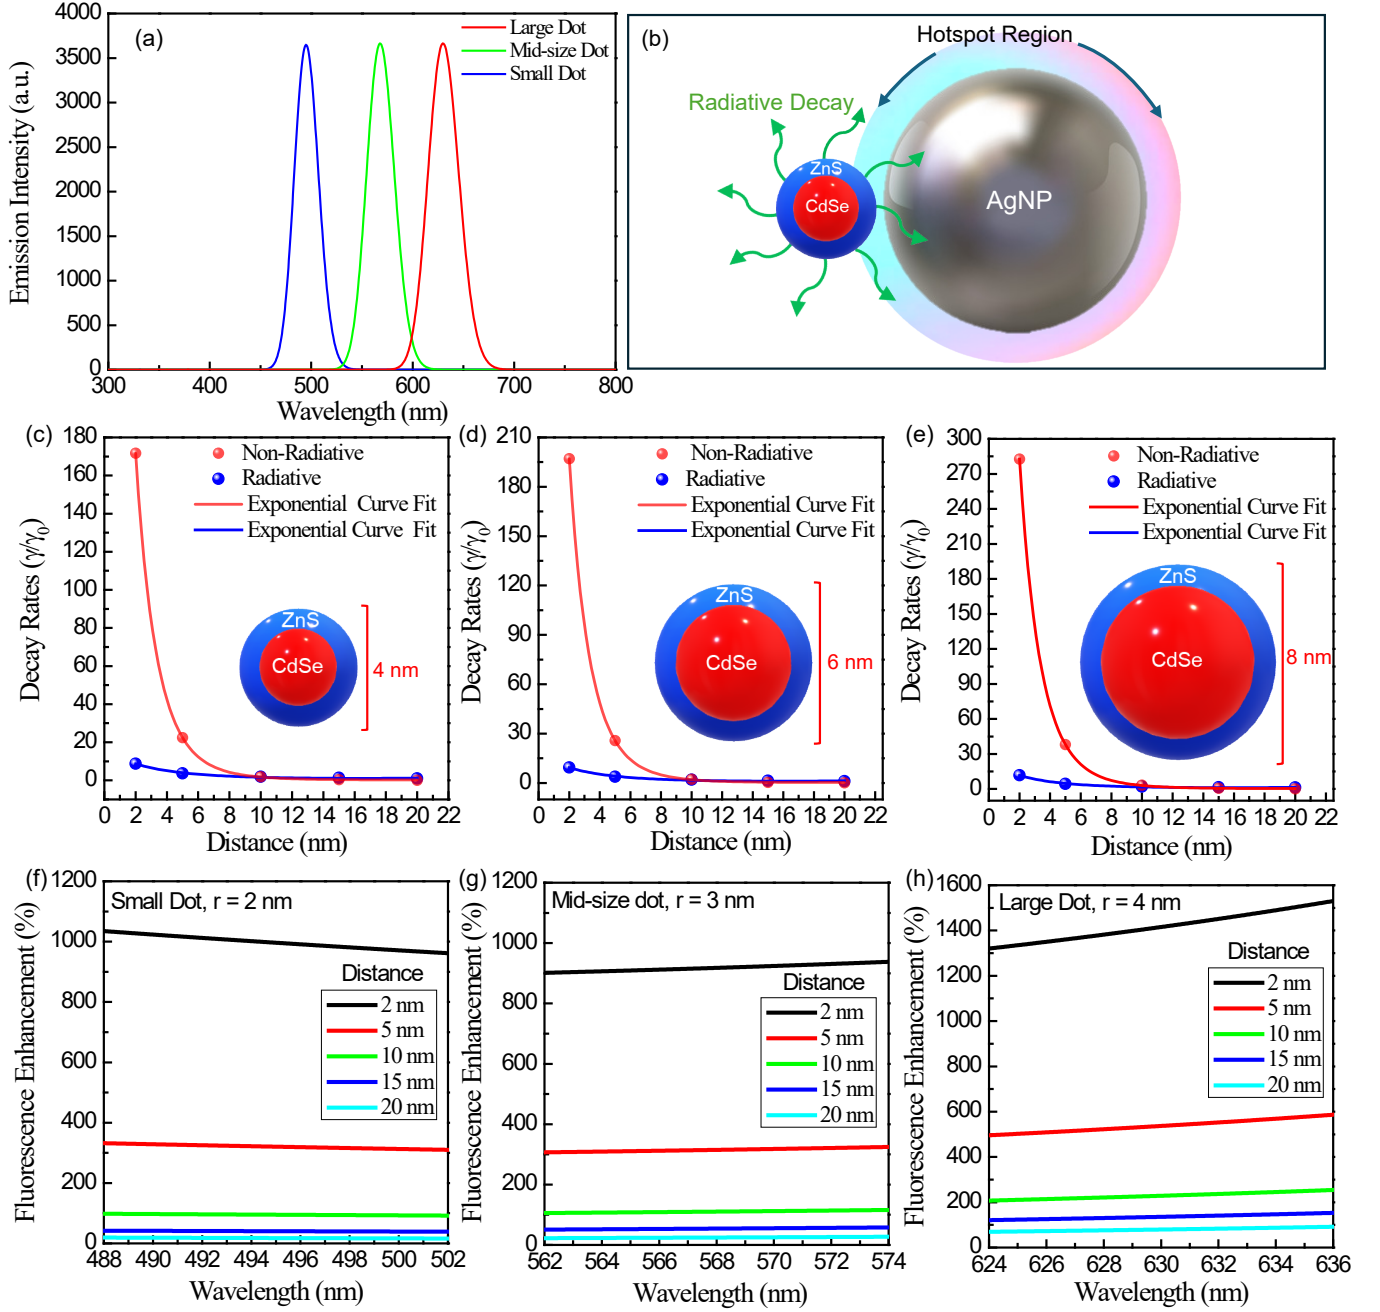 (a)
Emission Intensity (a.u.)
4000
3500
3000
2500
2000
1500
1000
500
0
Large Dot
Mid-size Dot
Small Dot
300 400 500 600 700 800
Wavelength (nm)
(b)
Hotspot Region
Radiative Decay
ZnS
CdSe
AgNP
(c)
Decay Rates (γ/γ0)
180
160
140
120
100
80
60
40
20
0
Non-Radiative
Radiative
Exponential Curve Fit
Exponential Curve Fit
ZnS
CdSe
4 nm
0 2 4 6 8 10 12 14 16 18 20 22
Distance (nm)
(d)
Decay Rates (γ/γ0)
210
180
150
120
90
60
30
0
Non-Radiative
Radiative
Exponential Curve Fit
Exponential Curve Fit
ZnS
CdSe
6 nm
0 2 4 6 8 10 12 14 16 18 20 22
Distance (nm)
(e)
Decay Rates (γ/γ0)
300
270
240
210
180
150
120
90
60
30
0
Non-Radiative
Radiative
Exponential Curve Fit
Exponential Curve Fit
ZnS
CdSe
8 nm
0 2 4 6 8 10 12 14 16 18 20 22
Distance (nm)
(f)
Fluorescence Enhancement (%)
1200
1000
800
600
400
200
0
Small Dot, r = 2 nm
Distance
2 nm
5 nm
10 nm
15 nm
20 nm
488 490 492 494 496 498 500 502
Wavelength (nm)
(g)
Fluorescence Enhancement (%)
1200
1000
800
600
400
200
0
Mid-size dot, r = 3 nm
Distance
2 nm
5 nm
10 nm
15 nm
20 nm
562 564 566 568 570 572 574
Wavelength (nm)
(h)
Fluorescence Enhancement (%)
1600
1400
1200
1000
800
600
400
200
0
Large Dot, r = 4 nm
Distance
2 nm
5 nm
10 nm
15 nm
20 nm
624 626 628 630 632 634 636
Wavelength (nm)